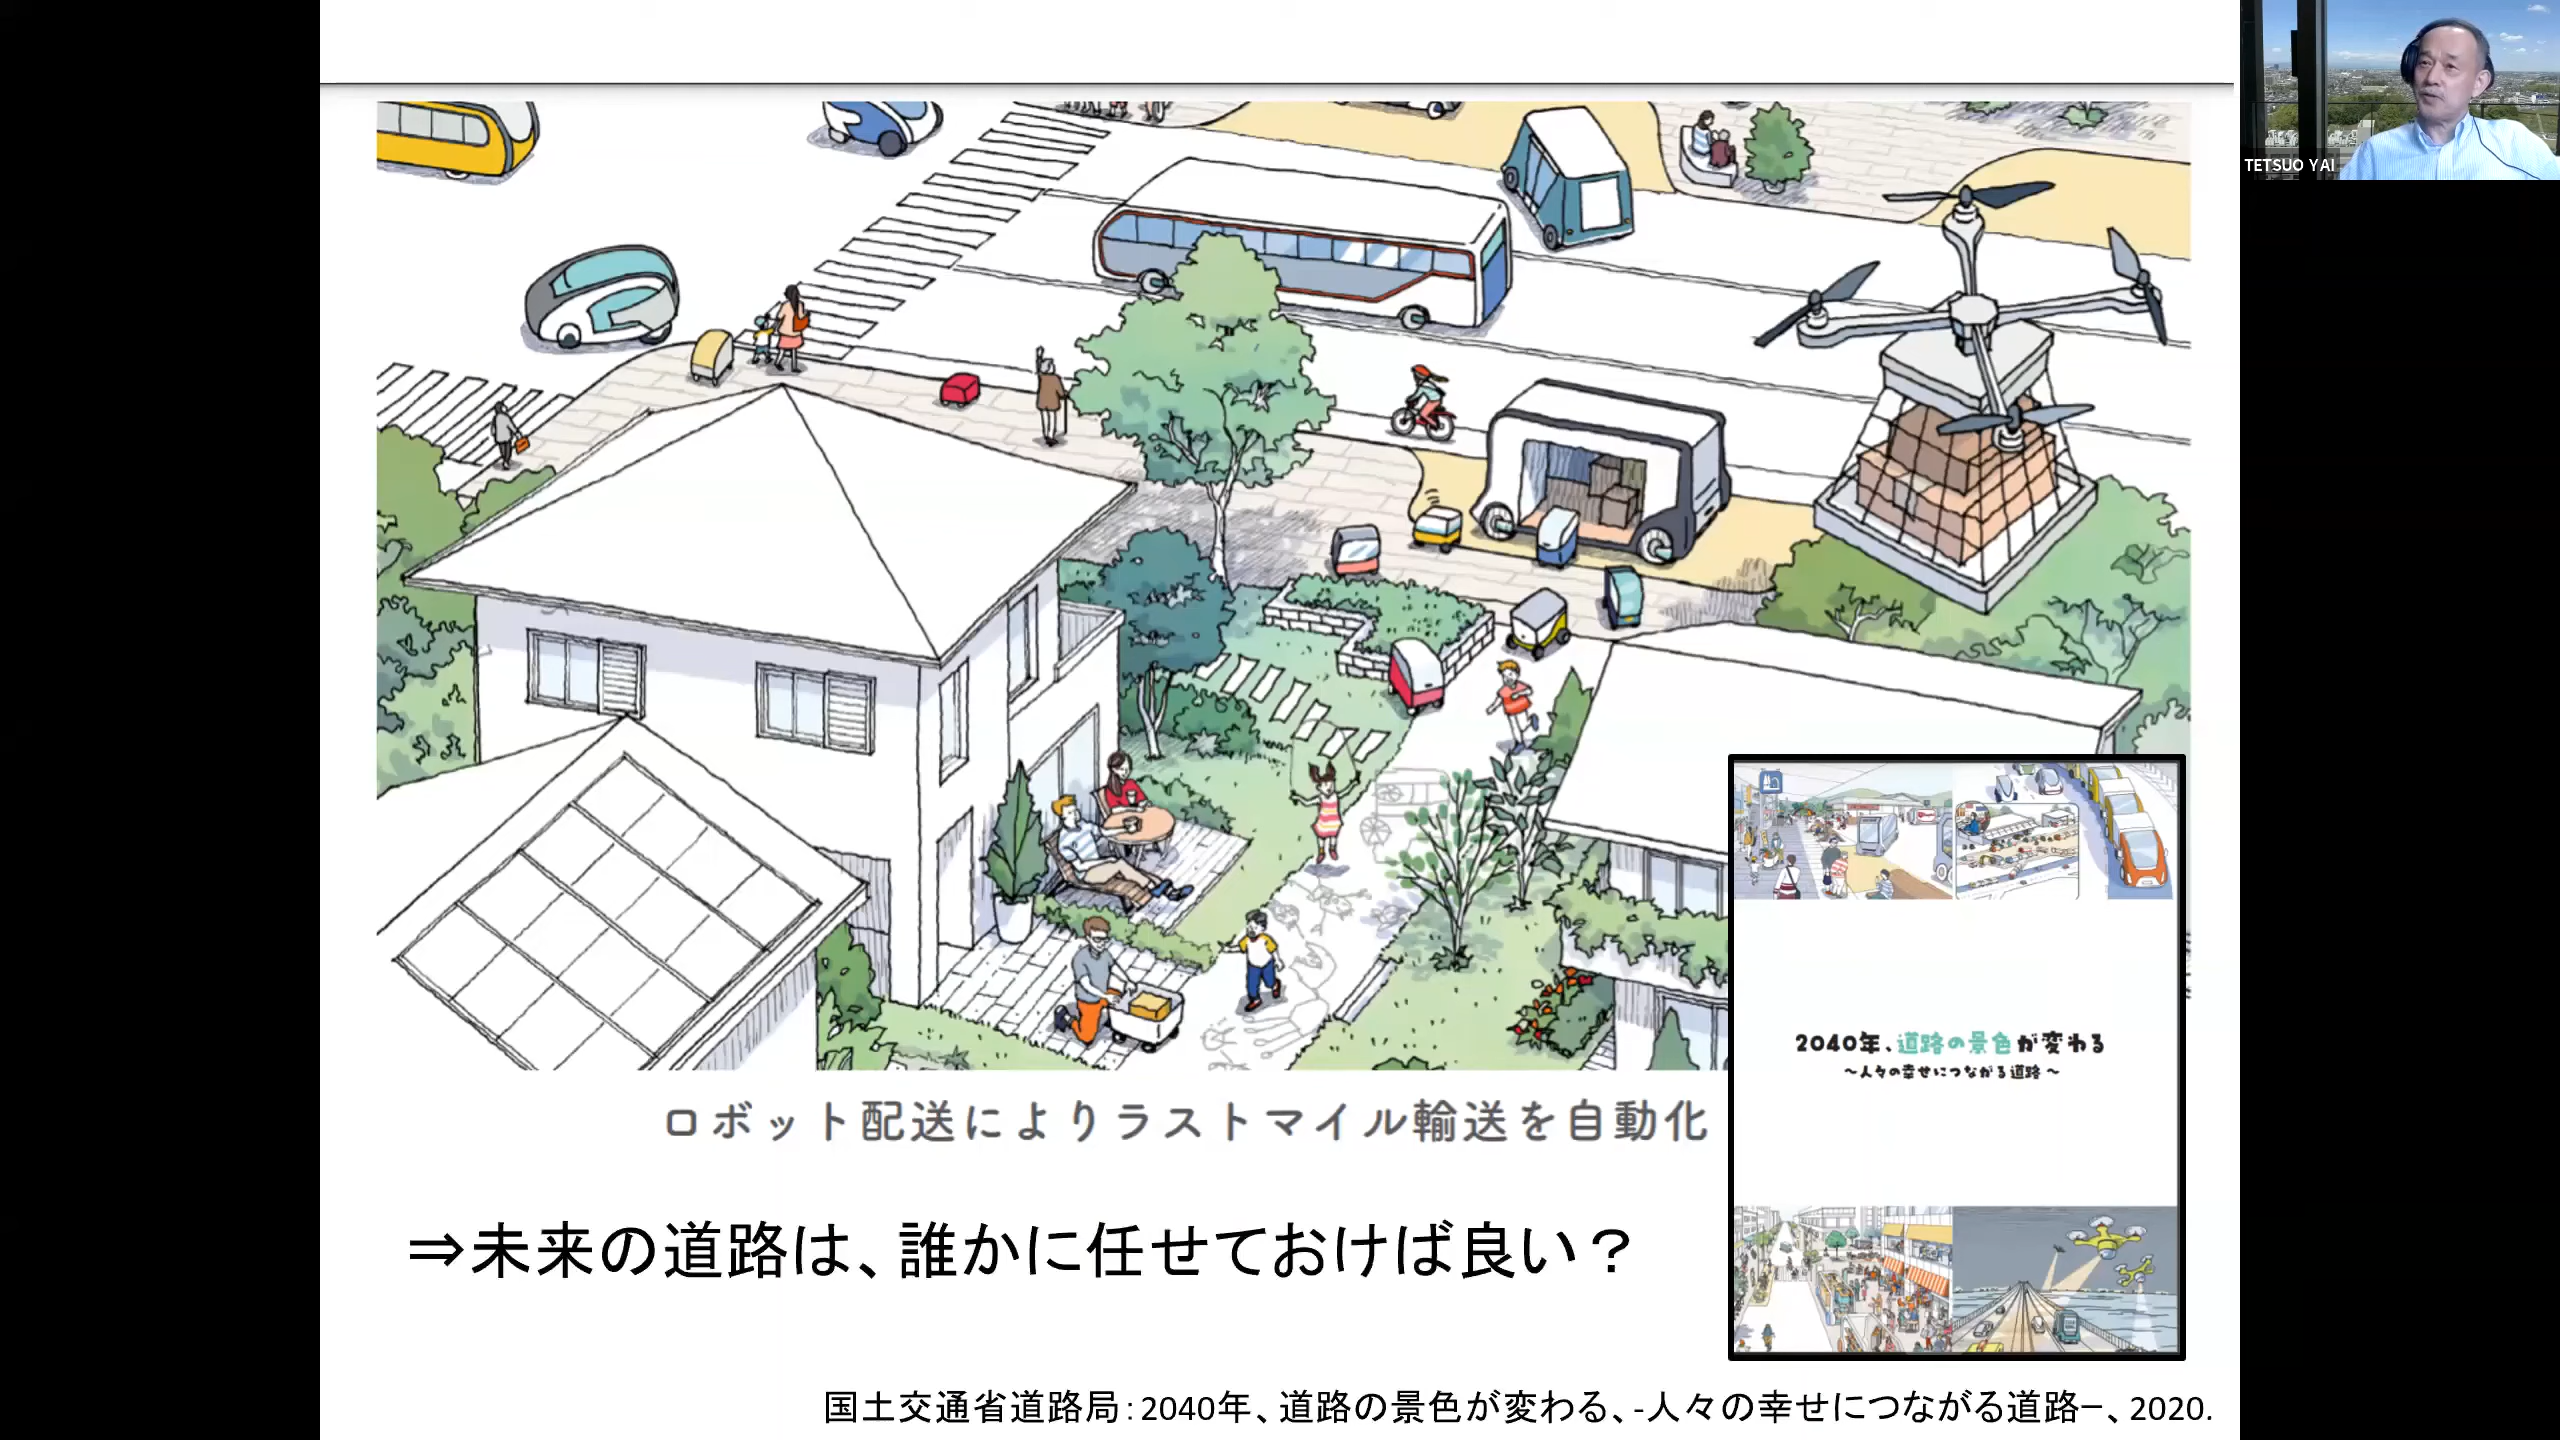 TETSUO YAI
2040年、道路の景色が変わる
～人々の幸せにつながる道路～
ロボット配送によりラストマイル輸送を自動化
⇒未来の道路は、誰かに任せておけば良い？
国土交通省道路局：2040年、道路の景色が変わる、-人々の幸せにつながる道路−、2020.